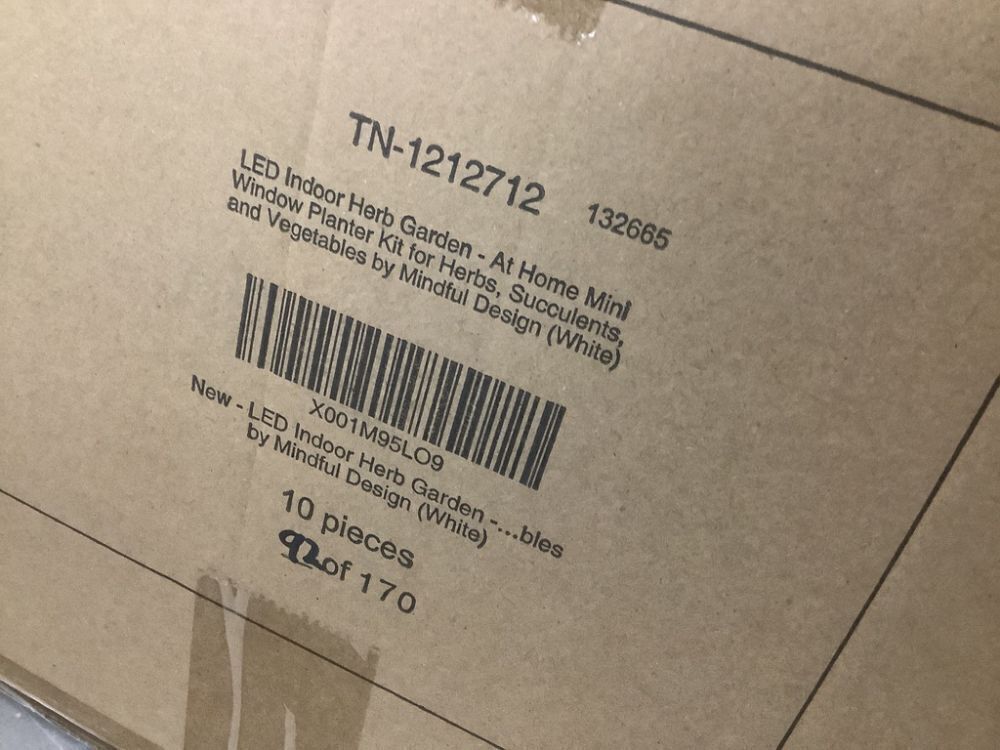 TN-1212712 132665
LED Indoor Herb Garden - At Home Mini
Window Planter Kit for Herbs, Succulents,
and Vegetables by Mindful Design (White)
X001M95LO9
New - LED Indoor Herb Garden -...bles
by Mindful Design (White)
10 pieces
92 of 170